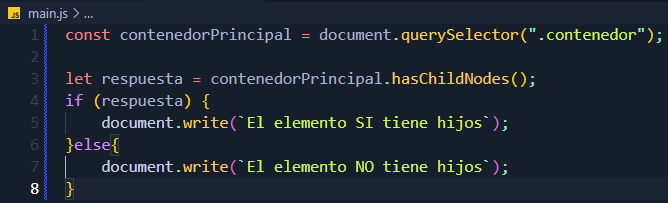 JS main.js > ...
1 const contenedorPrincipal = document.querySelector(".contenedor");
2
3 let respuesta = contenedorPrincipal.hasChildNodes();
4 if (respuesta) {
5     document.write(`El elemento SI tiene hijos`);
6 }else{
7     document.write(`El elemento NO tiene hijos`);
8 }